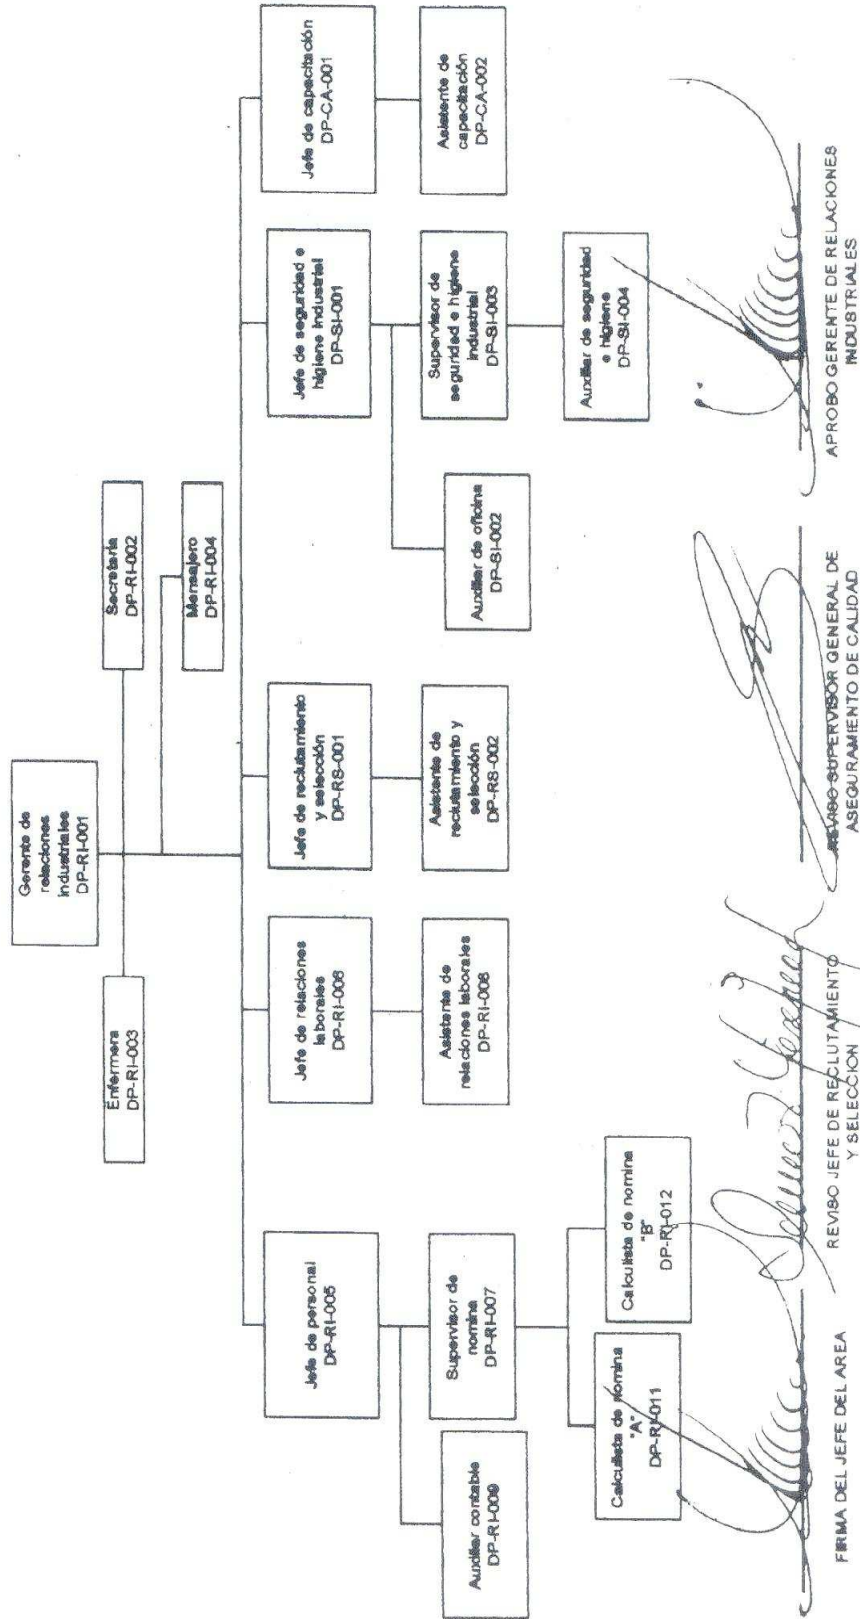 Gerente de
relaciones
industriales
DP-RI-001
Enfermera
DP-RI-003
Secretaria
DP-RI-002
Mensajero
DP-RI-004
Jefe de personal
DP-RI-005
Jefe de relaciones
laborales
DP-RI-006
Jefe de reclutamiento
y selección
DP-RS-001
Jefe de seguridad e
higiene industrial
DP-SI-001
Jefe de capacitación
DP-CA-001
Auxiliar contable
DP-RI-009
Supervisor de
nomina
DP-RI-007
Asistente de
relaciones laborales
DP-RI-008
Asistente de
reclutamiento y
selección
DP-RS-002
Auxiliar de oficina
DP-SI-002
Supervisor de
seguridad e higiene
industrial
DP-SI-003
Asistente de
capacitación
DP-CA-002
Calculista de nomina
"A"
DP-RI-011
Calculista de nomina
"B"
DP-RI-012
Auxiliar de seguridad
e higiene
DP-SI-004
FIRMA DEL JEFE DEL AREA
REVISO JEFE DE RECLUTAMIENTO
Y SELECCION
REVISO SUPERVISOR GENERAL DE
ASEGURAMIENTO DE CALIDAD
APROBO GERENTE DE RELACIONES
INDUSTRIALES